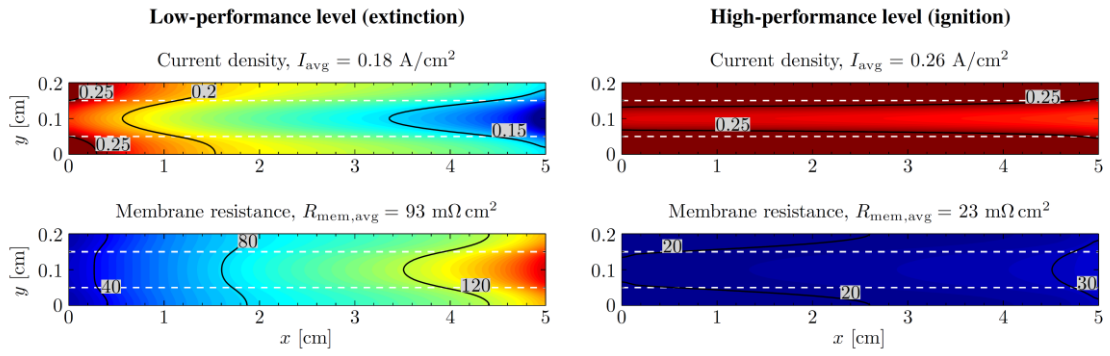 Low-performance level (extinction)
High-performance level (ignition)
Current density, I_avg = 0.18 A/cm²
Current density, I_avg = 0.26 A/cm²
y [cm]
0.2
0.1
0
0.25
0.2
0.15
0.25
0 1 2 3 4 5
y [cm]
0.2
0.1
0
0.25
0.25
0 1 2 3 4 5
Membrane resistance, R_mem,avg = 93 mΩ cm²
Membrane resistance, R_mem,avg = 23 mΩ cm²
y [cm]
0.2
0.1
0
80
40
120
0 1 2 3 4 5
x [cm]
y [cm]
0.2
0.1
0
20
20
30
0 1 2 3 4 5
x [cm]